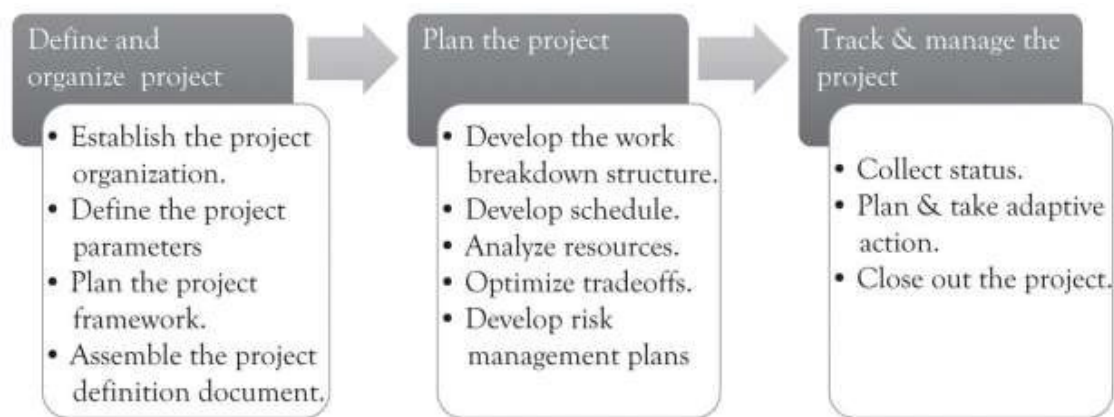 Define and
organize project
• Establish the project
organization.
• Define the project
parameters
• Plan the project
framework.
• Assemble the project
definition document.
Plan the project
• Develop the work
breakdown structure.
• Develop schedule.
• Analyze resources.
• Optimize tradeoffs.
• Develop risk
management plans
Track & manage the
project
• Collect status.
• Plan & take adaptive
action.
• Close out the project.